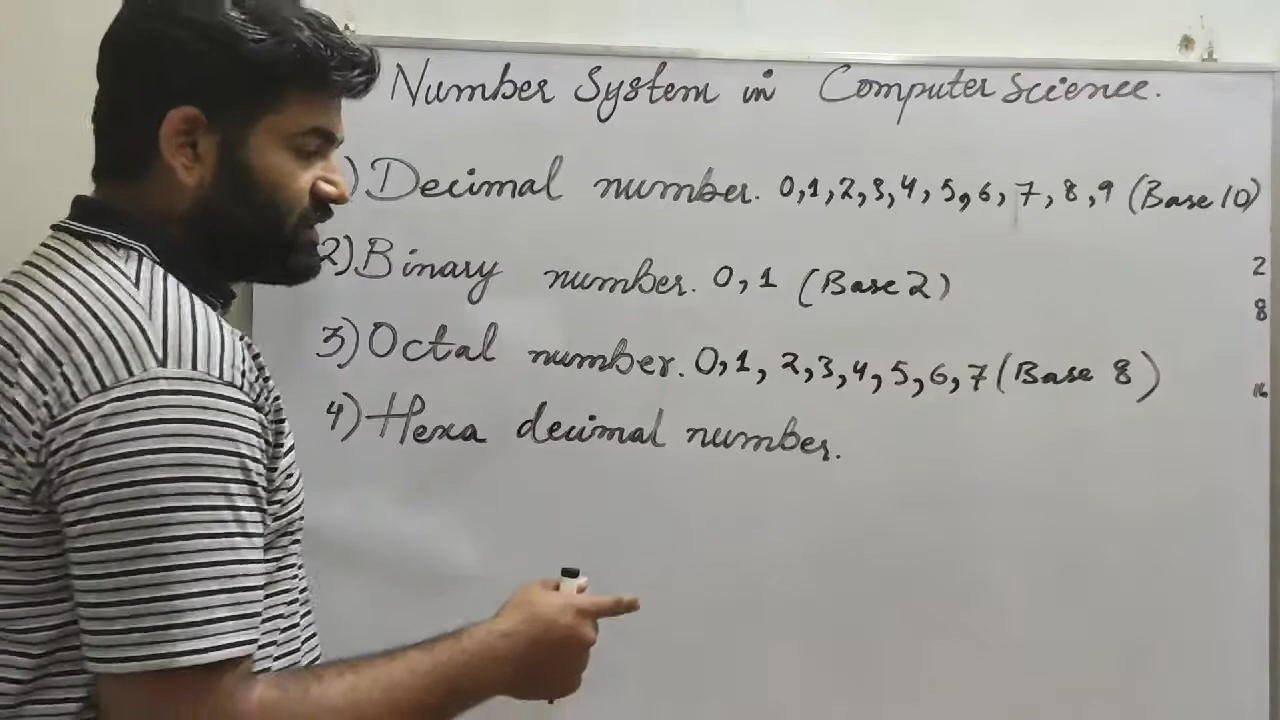 Number System in Computer Science.
1) Decimal number. 0,1,2,3,4,5,6,7,8,9 (Base 10)
2) Binary number. 0,1 (Base 2)
2
8
3) Octal number. 0,1,2,3,4,5,6,7 (Base 8)
16
4) Hexa decimal number.